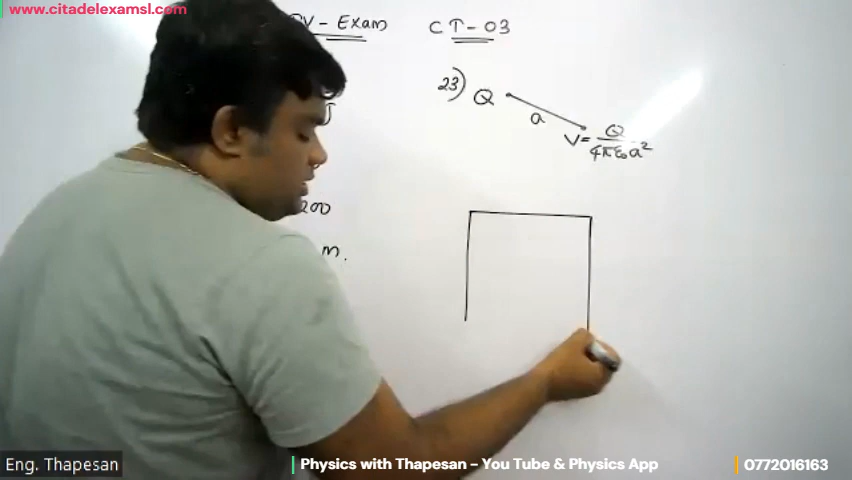 www.citadelexamsl.com
PV - Exam CT-03
23) Q
a
V = Q / 4πε₀a²
200
m.
Eng. Thapesan
Physics with Thapesan – You Tube & Physics App
0772016163